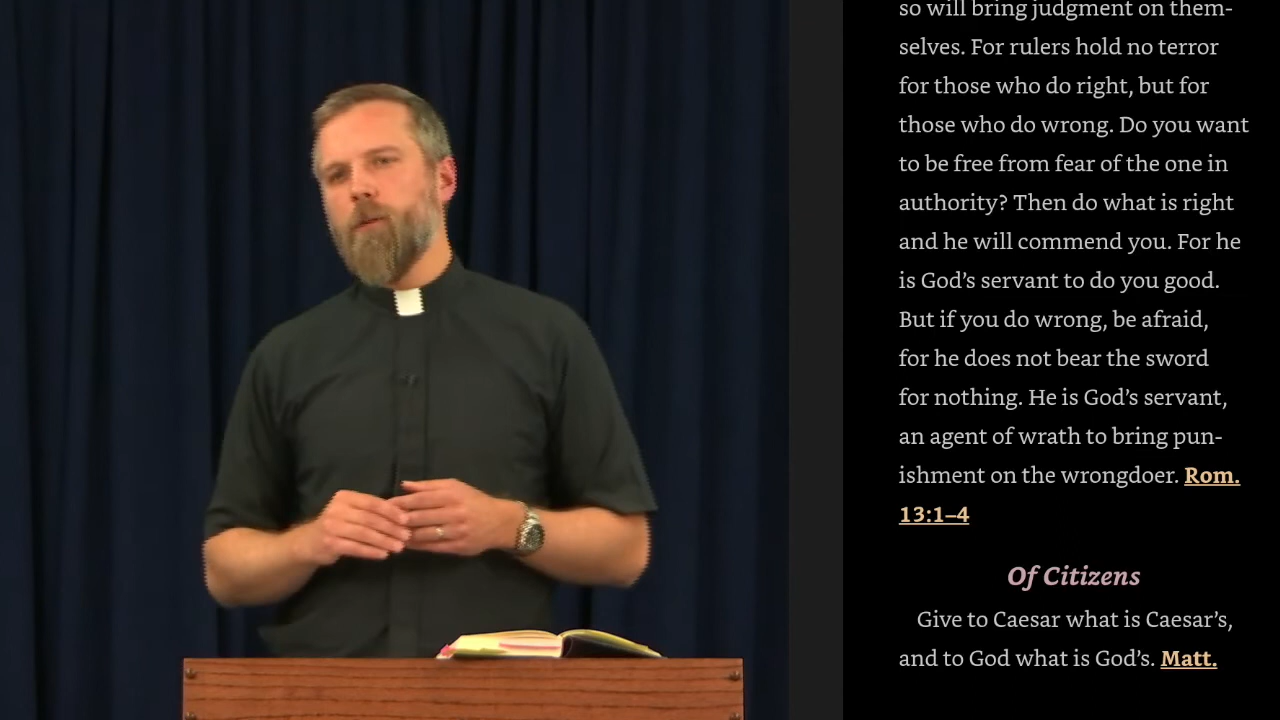 so will bring judgment on them-
selves. For rulers hold no terror
for those who do right, but for
those who do wrong. Do you want
to be free from fear of the one in
authority? Then do what is right
and he will commend you. For he
is God’s servant to do you good.
But if you do wrong, be afraid,
for he does not bear the sword
for nothing. He is God’s servant,
an agent of wrath to bring pun-
ishment on the wrongdoer. Rom.
13:1–4
Of Citizens
Give to Caesar what is Caesar’s,
and to God what is God’s. Matt.